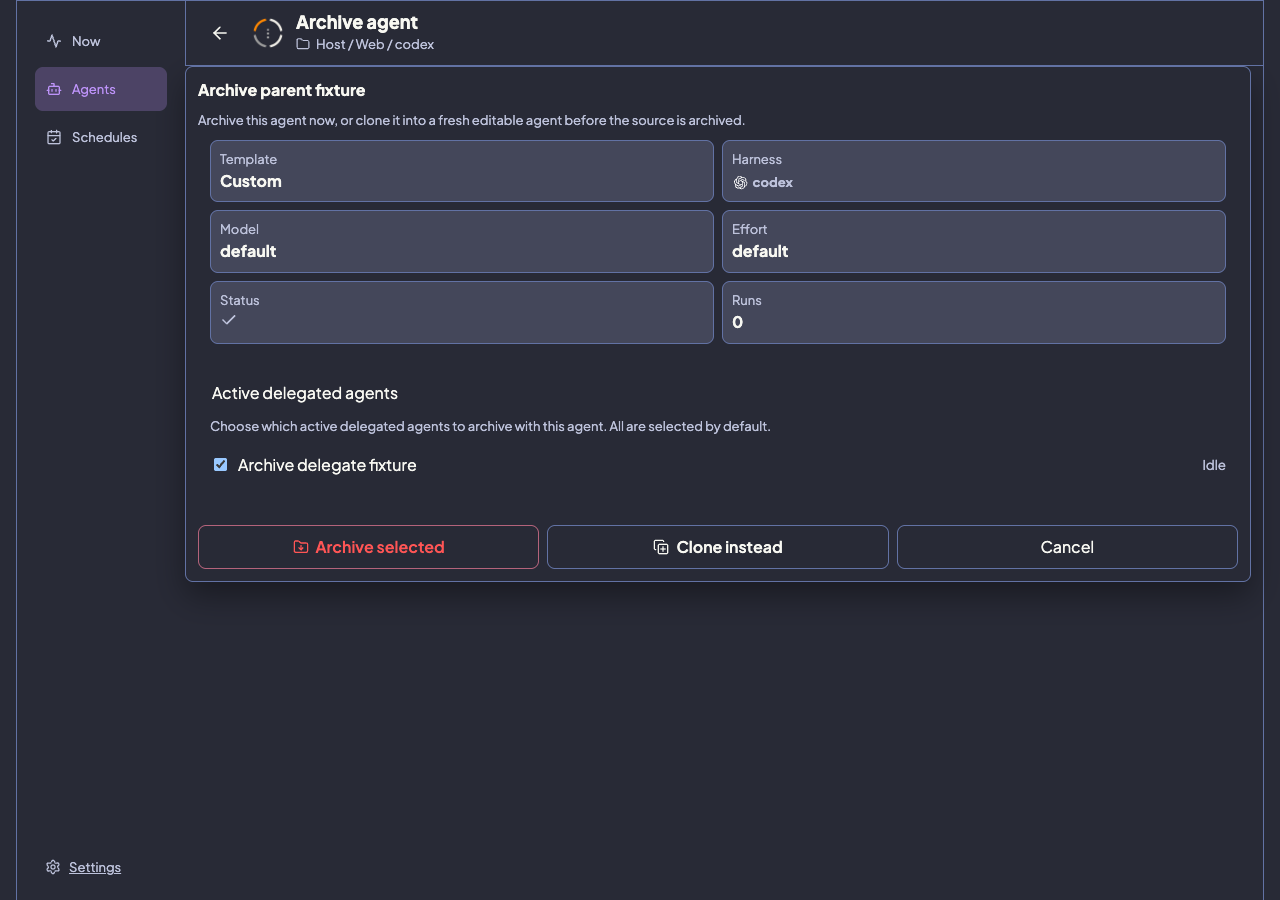 Now
Agents
Schedules
Settings
Archive agent
Host / Web / codex
Archive parent fixture
Archive this agent now, or clone it into a fresh editable agent before the source is archived.
Template
Custom
Harness
codex
Model
default
Effort
default
Status
Runs
0
Active delegated agents
Choose which active delegated agents to archive with this agent. All are selected by default.
Archive delegate fixture
Idle
Archive selected
Clone instead
Cancel